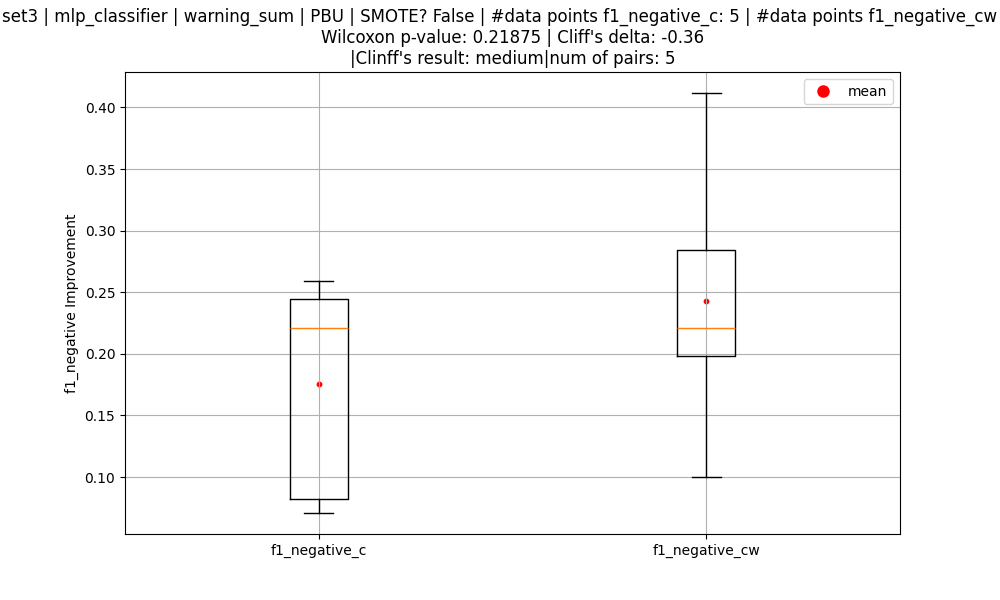 set3 | mlp_classifier | warning_sum | PBU | SMOTE? False | #data points f1_negative_c: 5 | #data points f1_negative_cw
Wilcoxon p-value: 0.21875 | Cliff's delta: -0.36
|Clinff's result: medium|num of pairs: 5
mean
0.40
0.35
0.30
0.25
0.20
0.15
0.10
f1_negative Improvement
f1_negative_c
f1_negative_cw